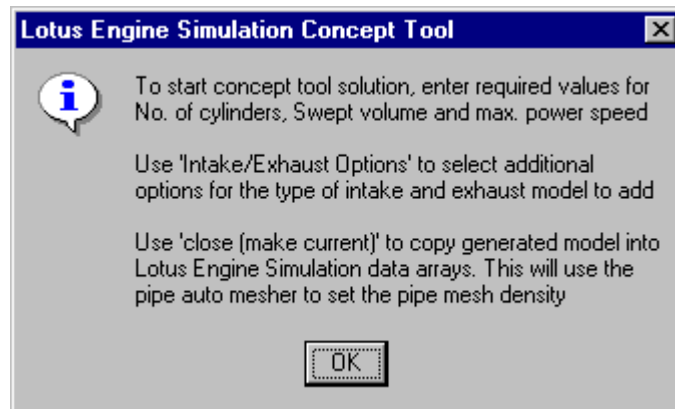 Lotus Engine Simulation Concept Tool
To start concept tool solution, enter required values for
No. of cylinders, Swept volume and max. power speed
Use 'Intake/Exhaust Options' to select additional
options for the type of intake and exhaust model to add
Use 'close (make current)' to copy generated model into
Lotus Engine Simulation data arrays. This will use the
pipe auto mesher to set the pipe mesh density
OK